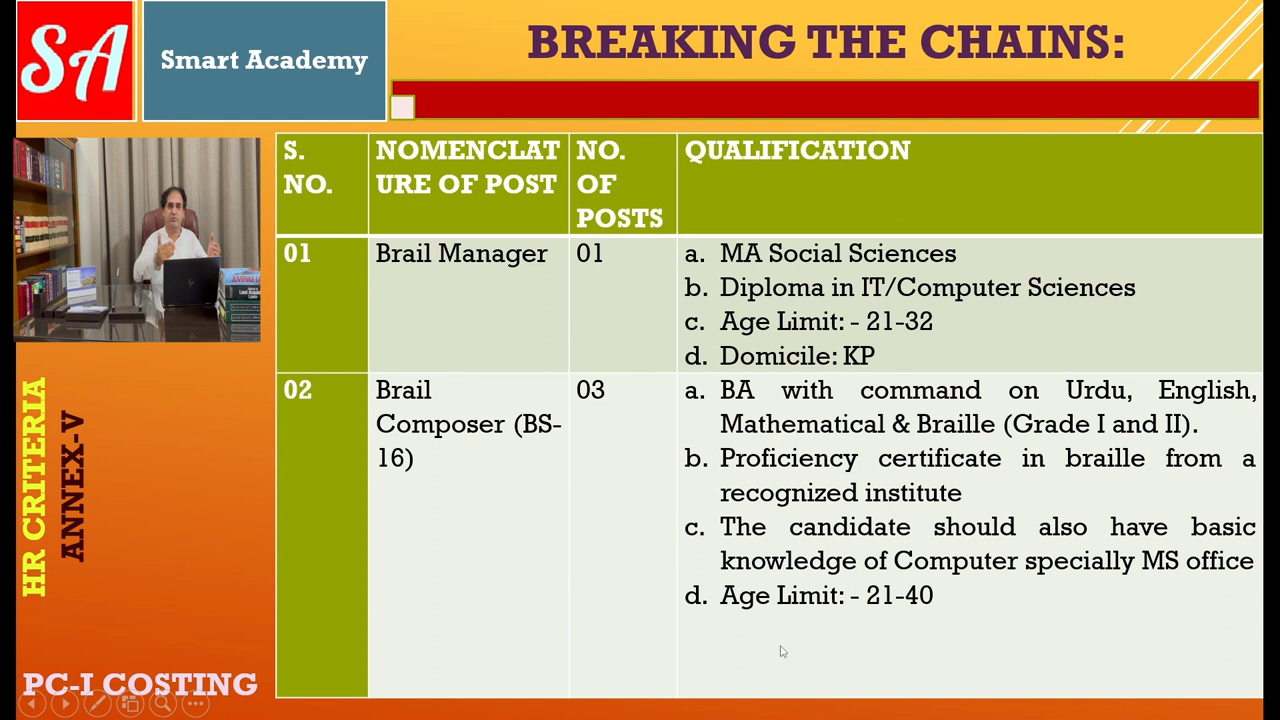 SA
Smart Academy
BREAKING THE CHAINS:
S.
NO.
NOMENCLAT
URE OF POST
NO.
OF
POSTS
QUALIFICATION
01
Brail Manager
01
a. MA Social Sciences
b. Diploma in IT/Computer Sciences
c. Age Limit: - 21-32
d. Domicile: KP
02
Brail
Composer (BS-
16)
03
a. BA with command on Urdu, English,
Mathematical & Braille (Grade I and II).
b. Proficiency certificate in braille from a
recognized institute
c. The candidate should also have basic
knowledge of Computer specially MS office
d. Age Limit: - 21-40
HR CRITERIA
ANNEX-V
PC-I COSTING